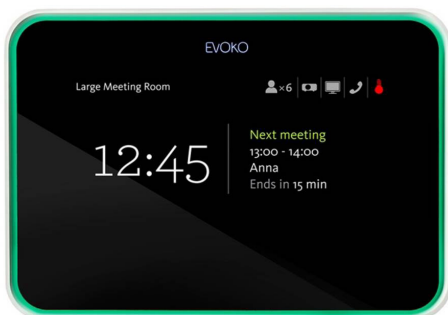 EVOKO
Large Meeting Room
×6
12:45
Next meeting
13:00 - 14:00
Anna
Ends in 15 min